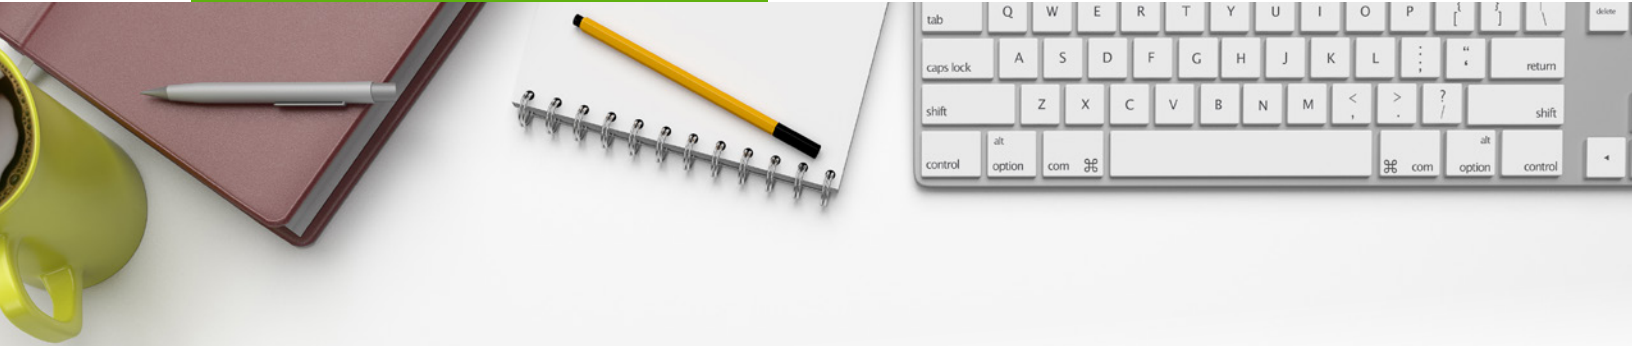 tab Q W E R T Y U I O P { [ } ] | \ delete
caps lock A S D F G H J K L : ; “ ‘ return
shift Z X C V B N M < , > . ? / shift
control alt option com ⌘ ⌘ com alt option control ◂